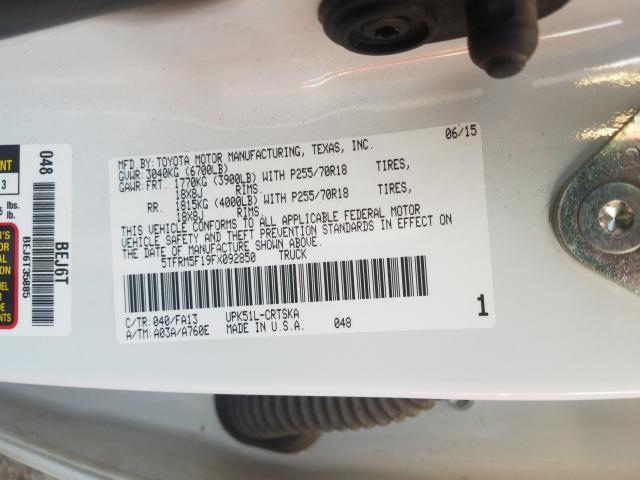 MFD.BY: TOYOTA MOTOR MANUFACTURING, TEXAS, INC. 06/15
GVWR: 3040KG (6700LB)
GAWR: FRT. 1770KG (3900LB) WITH P255/70R18 TIRES,
18X8J RIMS,
RR. 1815KG (4000LB) WITH P255/70R18 TIRES,
18X8J RIMS,
THIS VEHICLE CONFORMS TO ALL APPLICABLE FEDERAL MOTOR
VEHICLE SAFETY AND THEFT PREVENTION STANDARDS IN EFFECT ON
THE DATE OF MANUFACTURE SHOWN ABOVE.
5TFRM5F19FX092850 TRUCK
C/TR: 040/FA13 UPK51L-CRTSKA
A/TM: A03A/A760E MADE IN U.S.A. 048
1
048
BEJ6T
BEJ6T35885
lbs.
lb.
3